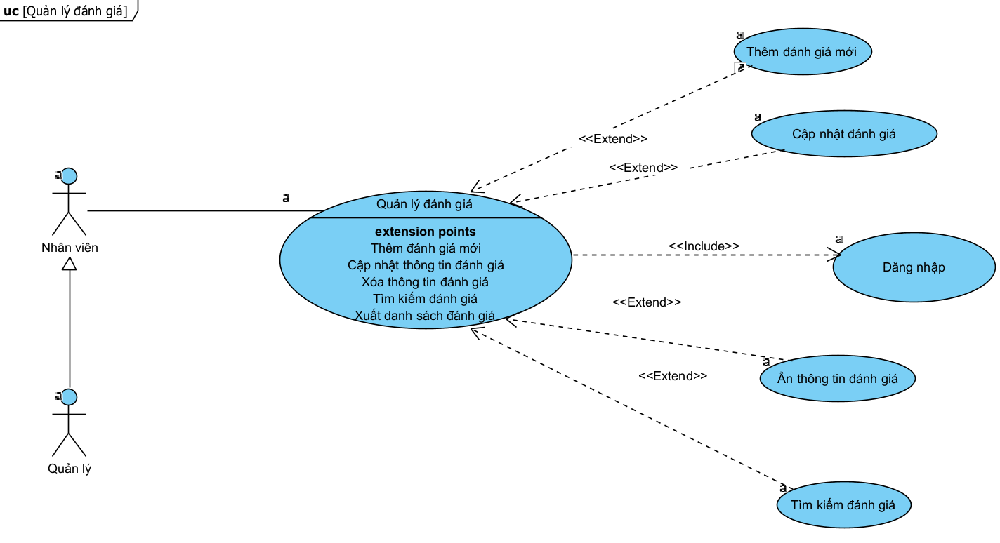 uc [Quản lý đánh giá]
a
Thêm đánh giá mới
a
Cập nhật đánh giá
<<Extend>>
<<Extend>>
a
Nhân viên
a
Quản lý đánh giá
extension points
Thêm đánh giá mới
Cập nhật thông tin đánh giá
Xóa thông tin đánh giá
Tìm kiếm đánh giá
Xuất danh sách đánh giá
<<Include>>
a
Đăng nhập
<<Extend>>
a
Ẩn thông tin đánh giá
<<Extend>>
a
Quản lý
a
Tìm kiếm đánh giá